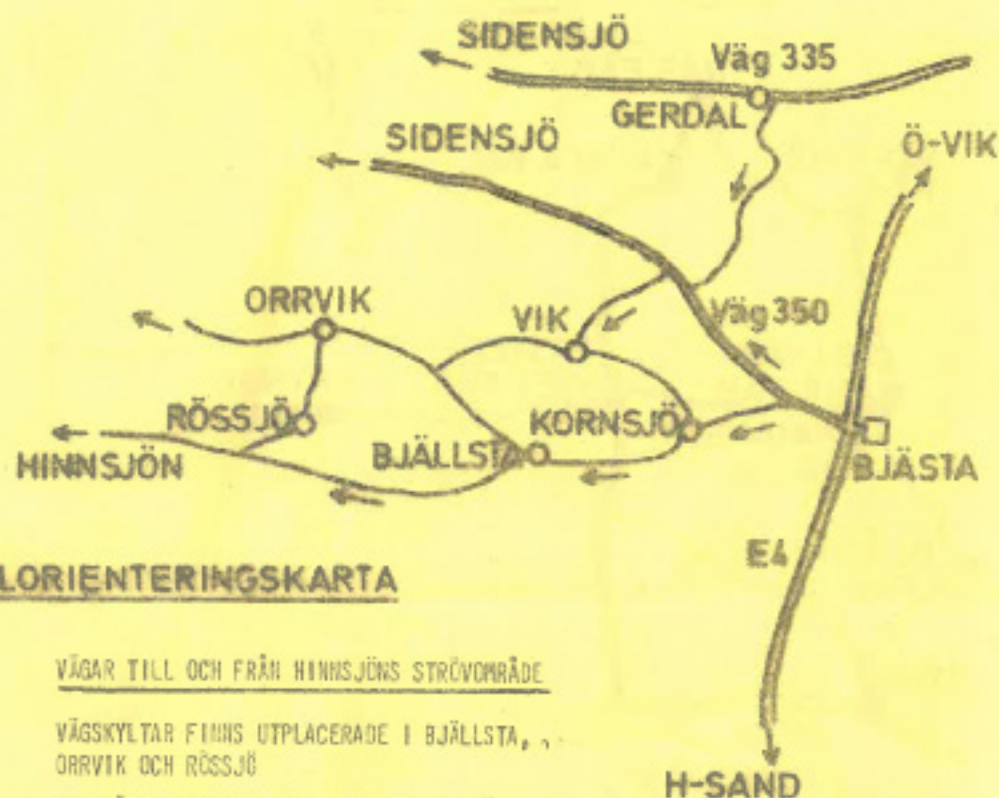 SIDENSJÖ
Väg 335
GERDAL
SIDENSJÖ
Ö-VIK
ORRVIK
VIK
Väg 350
RÖSSJÖ
KORNSJÖ
HINNSJÖN
BJÄLLSTA
BJÄSTA
E4
LORIENTERINGSKARTA
VÄGAR TILL OCH FRÅN HINNSJÖNS STRÖVOMRÅDE
VÄGSKYLTAR FINNS UTPLACERADE I BJÄLLSTA,
ORRVIK OCH RÖSSJÖ
H-SAND